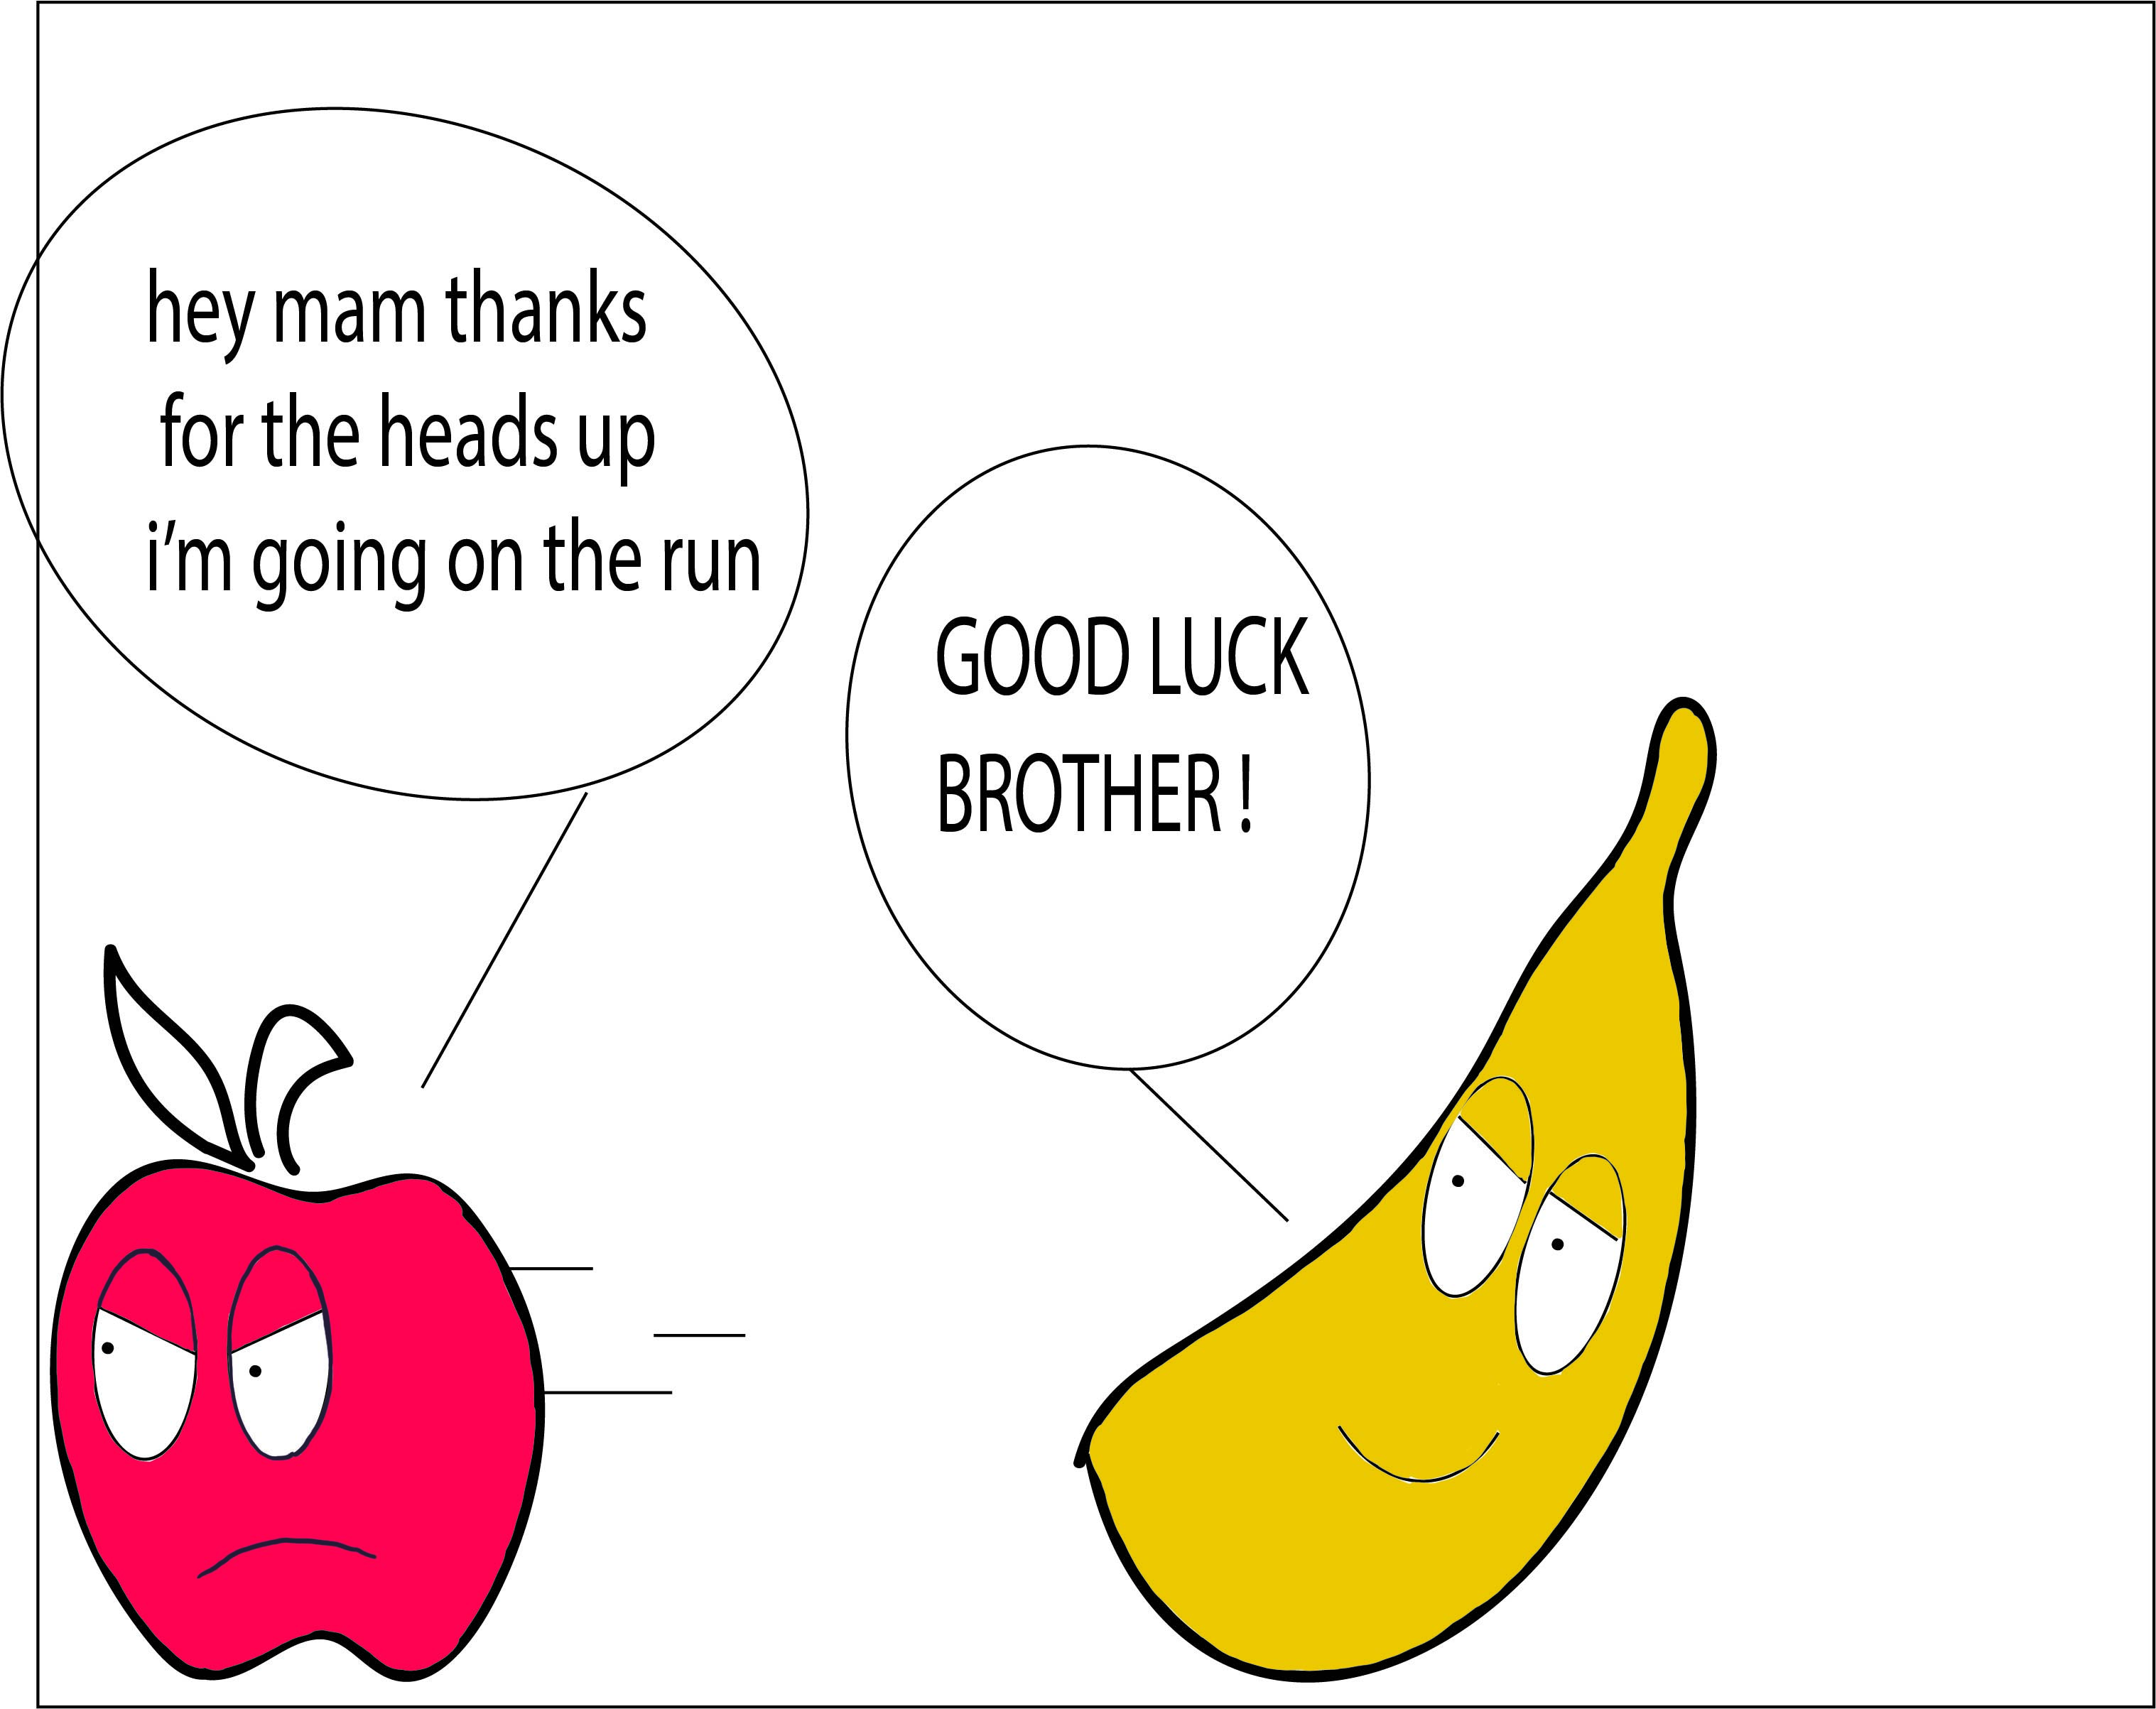 hey mam thanks
for the heads up
i'm going on the run
GOOD LUCK
BROTHER !